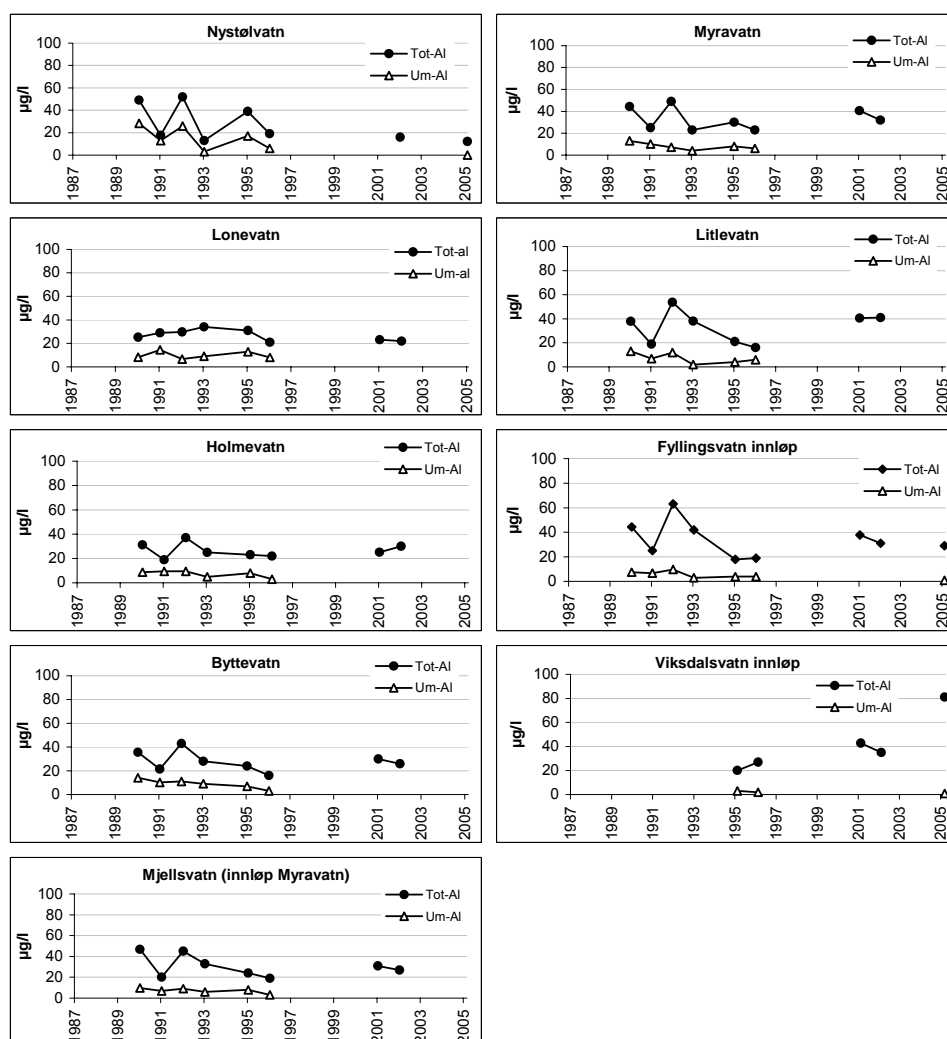 Nystølvatn
µg/l
100
80
60
40
20
0
Tot-Al
Um-Al
1987 1989 1991 1993 1995 1997 1999 2001 2003 2005
Myravatn
µg/l
100
80
60
40
20
0
Tot-Al
Um-Al
1987 1989 1991 1993 1995 1997 1999 2001 2003 2005
Lonevatn
µg/l
100
80
60
40
20
0
Tot-al
Um-al
1987 1989 1991 1993 1995 1997 1999 2001 2003 2005
Litlevatn
µg/l
100
80
60
40
20
0
Tot-Al
Um-Al
1987 1989 1991 1993 1995 1997 1999 2001 2003 2005
Holmevatn
µg/l
100
80
60
40
20
0
Tot-Al
Um-Al
1987 1989 1991 1993 1995 1997 1999 2001 2003 2005
Fyllingsvatn innløp
µg/l
100
80
60
40
20
0
Tot-Al
Um-Al
1987 1989 1991 1993 1995 1997 1999 2001 2003 2005
Byttevatn
µg/l
100
80
60
40
20
0
Tot-Al
Um-Al
1987 1989 1991 1993 1995 1997 1999 2001 2003 2005
Viksdalsvatn innløp
µg/l
100
80
60
40
20
0
Tot-Al
Um-Al
1987 1989 1991 1993 1995 1997 1999 2001 2003 2005
Mjellsvatn (innløp Myravatn)
µg/l
100
80
60
40
20
0
Tot-Al
Um-Al
1987 1989 1991 1993 1995 1997 1999 2001 2003 2005